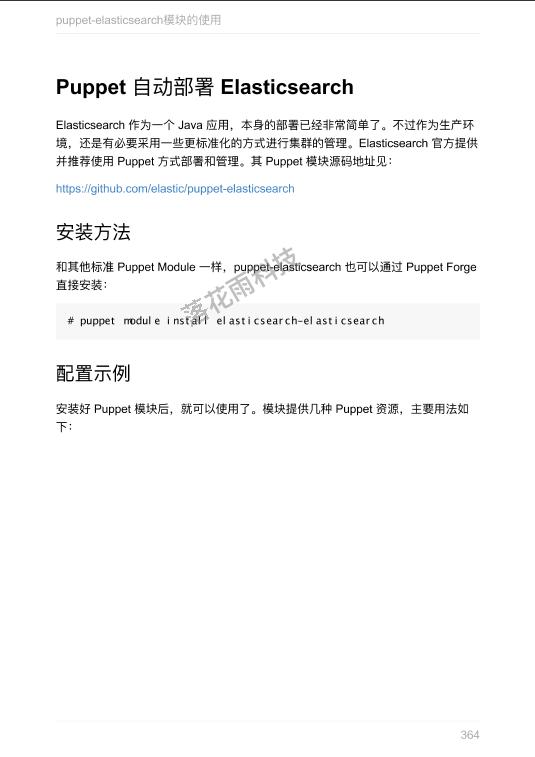 puppet-elasticsearch模块的使用
Puppet 自动部署 Elasticsearch
Elasticsearch 作为一个 Java 应用，本身的部署已经非常简单了。不过作为生产环
境，还是有必要采用一些更标准化的方式进行集群的管理。Elasticsearch 官方提供
并推荐使用 Puppet 方式部署和管理。其 Puppet 模块源码地址见：
https://github.com/elastic/puppet-elasticsearch
安装方法
和其他标准 Puppet Module 一样，puppet-elasticsearch 也可以通过 Puppet Forge
直接安装：
# puppet module install elasticsearch-elasticsearch
落花雨科技
配置示例
安装好 Puppet 模块后，就可以使用了。模块提供几种 Puppet 资源，主要用法如
下：
364